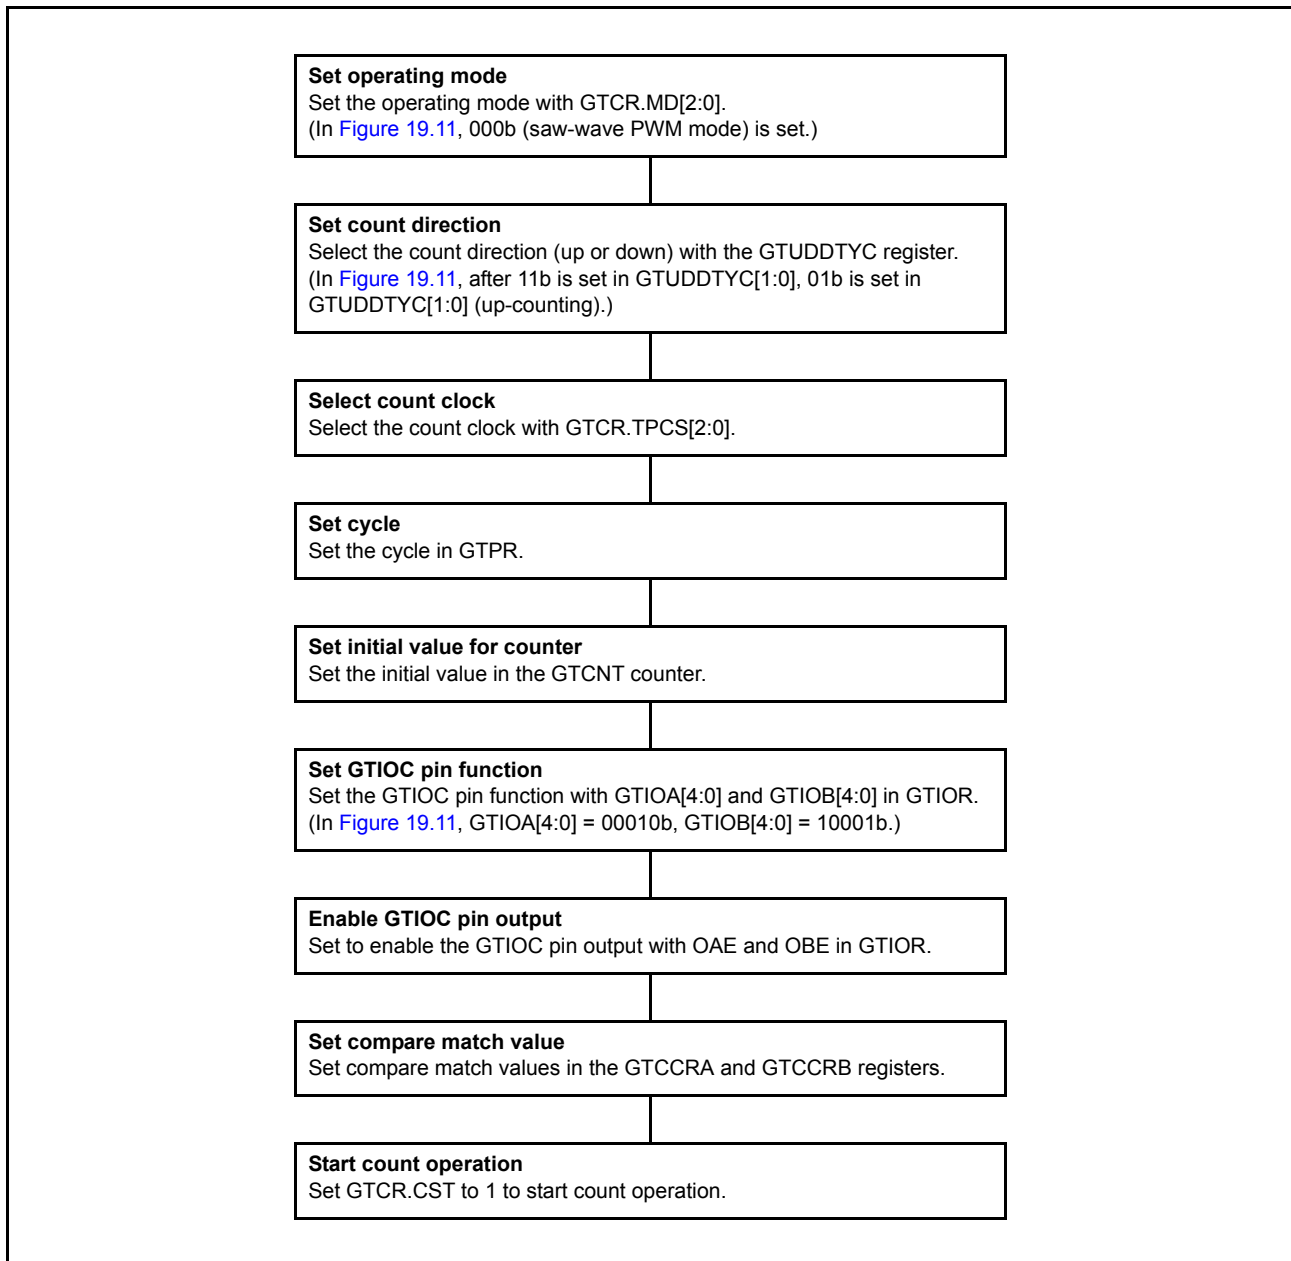 Set operating mode
Set the operating mode with GTCR.MD[2:0].
(In Figure 19.11, 000b (saw-wave PWM mode) is set.)
Set count direction
Select the count direction (up or down) with the GTUDDTYC register.
(In Figure 19.11, after 11b is set in GTUDDTYC[1:0], 01b is set in
GTUDDTYC[1:0] (up-counting).)
Select count clock
Select the count clock with GTCR.TPCS[2:0].
Set cycle
Set the cycle in GTPR.
Set initial value for counter
Set the initial value in the GTCNT counter.
Set GTIOC pin function
Set the GTIOC pin function with GTIOA[4:0] and GTIOB[4:0] in GTIOR.
(In Figure 19.11, GTIOA[4:0] = 00010b, GTIOB[4:0] = 10001b.)
Enable GTIOC pin output
Set to enable the GTIOC pin output with OAE and OBE in GTIOR.
Set compare match value
Set compare match values in the GTCCRA and GTCCRB registers.
Start count operation
Set GTCR.CST to 1 to start count operation.